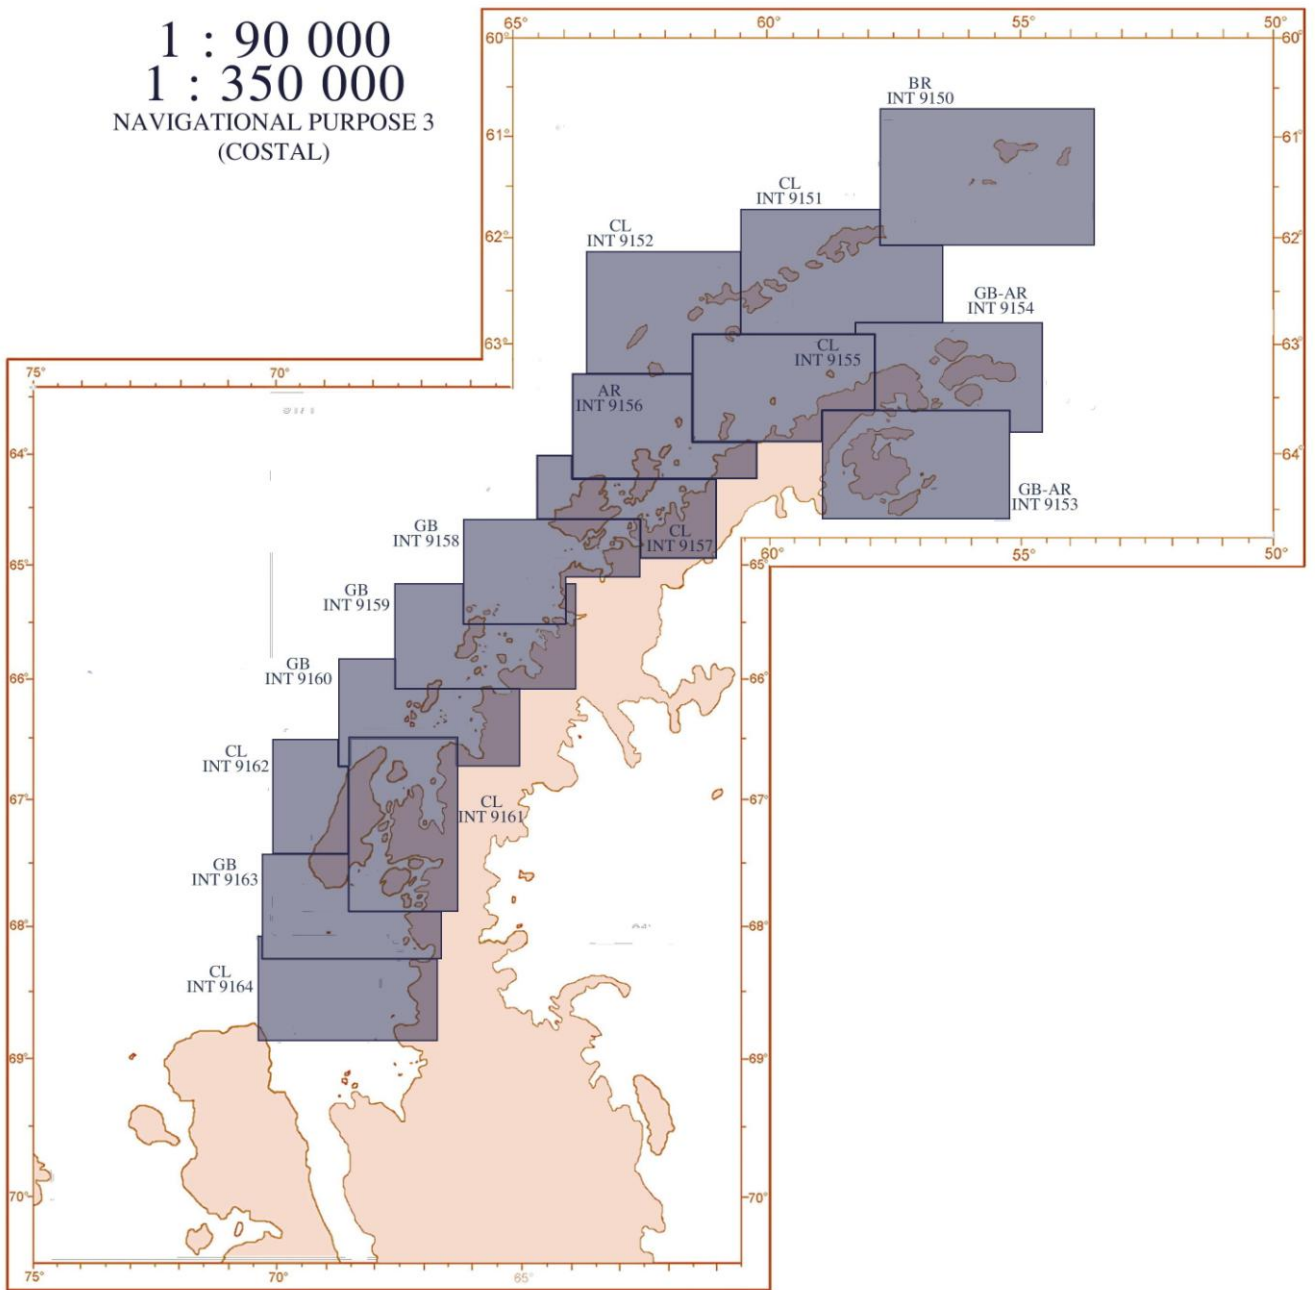 1 : 90 000
1 : 350 000
NAVIGATIONAL PURPOSE 3
(COSTAL)
65°
60°
55°
50°
60°
60°
BR
INT 9150
61°
61°
CL
INT 9151
CL
INT 9152
62°
62°
GB-AR
INT 9154
63°
63°
CL
INT 9155
75°
70°
AR
INT 9156
64°
64°
GB-AR
INT 9153
GB
INT 9158
CL
INT 9157
60°
55°
50°
65°
65°
GB
INT 9159
GB
INT 9160
66°
66°
CL
INT 9162
67°
67°
CL
INT 9161
GB
INT 9163
68°
68°
CL
INT 9164
69°
69°
70°
70°
75°
70°
65°